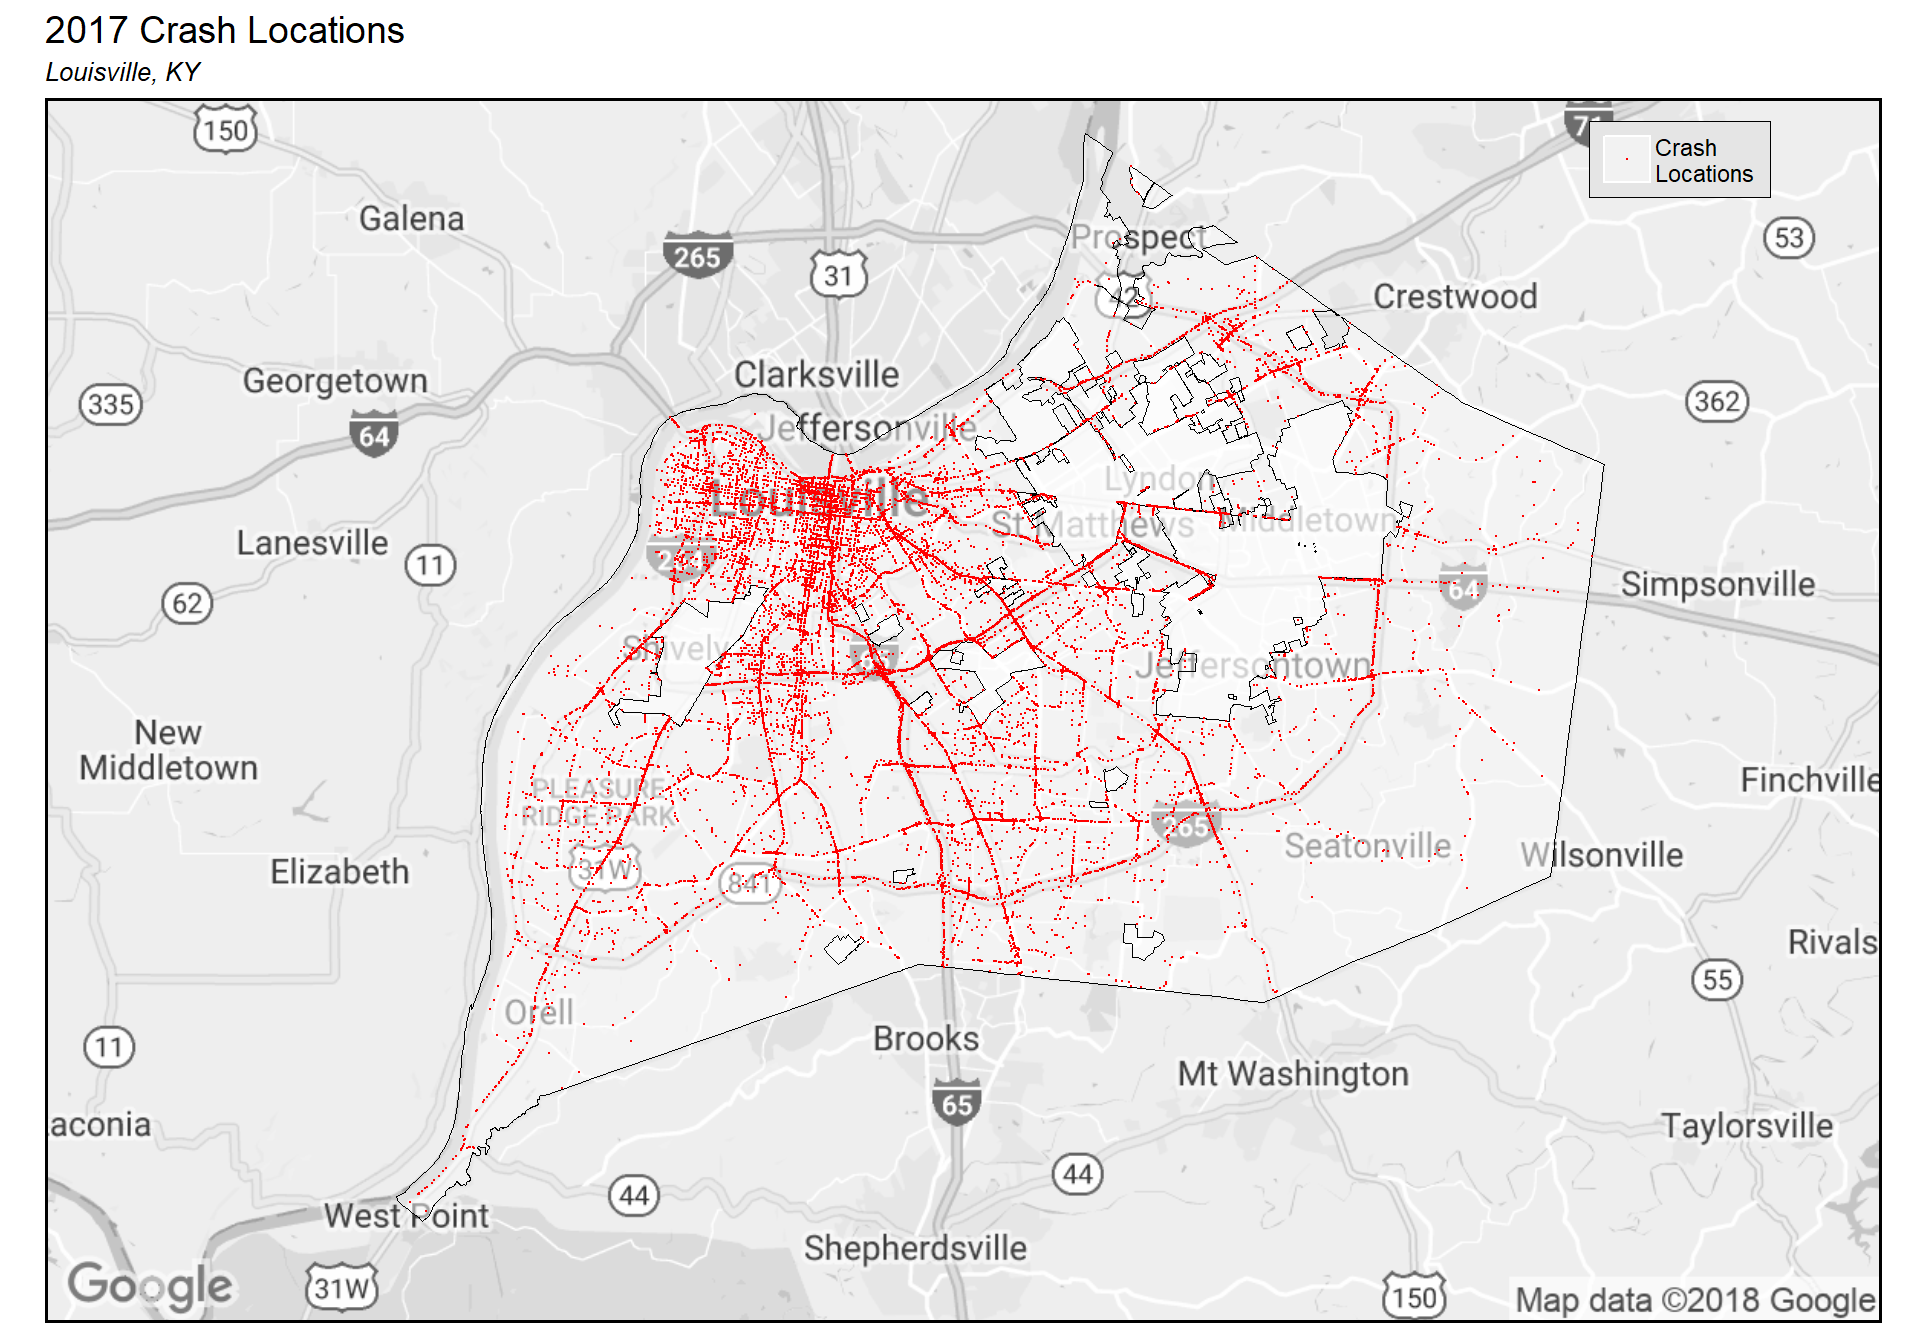 2017 Crash Locations
Louisville, KY
150
71
Crash
Locations
Galena
Prospect
53
265
31
42
Crestwood
Clarksville
Georgetown
335
64
362
Jeffersonville
Lyndon
Louisville
St Matthews
Middletown
Lanesville
11
62
64
Simpsonville
Shively
Jeffersontown
New
Middletown
PLEASURE
RIDGE PARK
Finchville
265
Seatonville
Wilsonville
Elizabeth
31W
841
Rivals
55
Orell
Brooks
11
Mt Washington
65
aconia
Taylorsville
44
44
West Point
Shepherdsville
Google
31W
150
Map data ©2018 Google